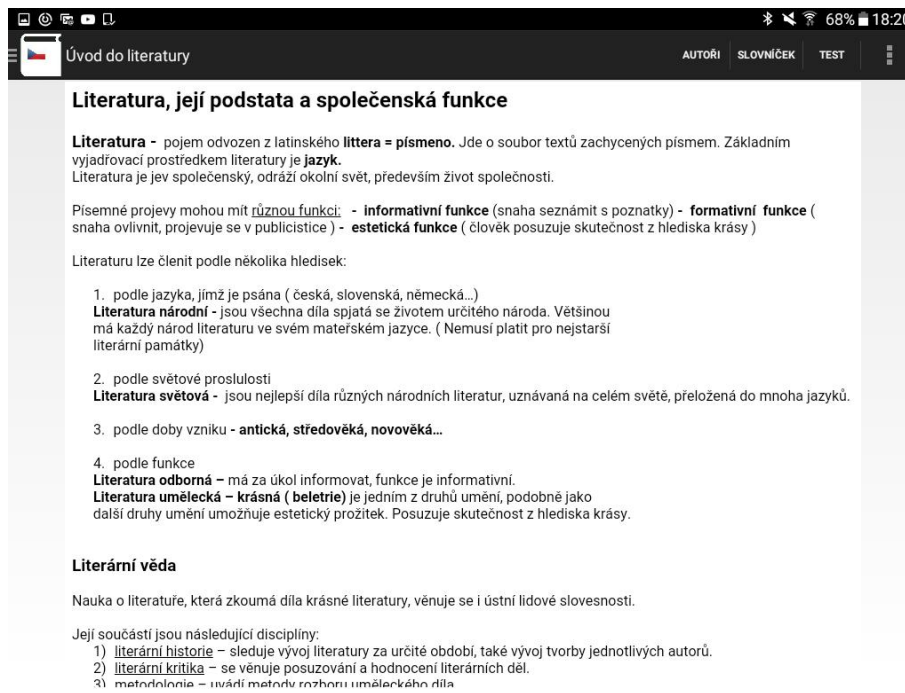 68% 18:20
Úvod do literatury
AUTOŘI SLOVNÍČEK TEST
Literatura, její podstata a společenská funkce
Literatura - pojem odvozen z latinského littera = písmeno. Jde o soubor textů zachycených písmem. Základním
vyjadřovací prostředkem literatury je jazyk.
Literatura je jev společenský, odráží okolní svět, především život společnosti.
Písemné projevy mohou mít různou funkci: - informativní funkce (snaha seznámit s poznatky) - formativní funkce (
snaha ovlivnit, projevuje se v publicistice ) - estetická funkce ( člověk posuzuje skutečnost z hlediska krásy )
Literaturu lze členit podle několika hledisek:
1. podle jazyka, jímž je psána ( česká, slovenská, německá…)
Literatura národní - jsou všechna díla spjatá se životem určitého národa. Většinou
má každý národ literaturu ve svém mateřském jazyce. ( Nemusí platit pro nejstarší
literární památky)
2. podle světové proslulosti
Literatura světová - jsou nejlepší díla různých národních literatur, uznávaná na celém světě, přeložená do mnoha jazyků.
3. podle doby vzniku - antická, středověká, novověká…
4. podle funkce
Literatura odborná – má za úkol informovat, funkce je informativní.
Literatura umělecká – krásná ( beletrie) je jedním z druhů umění, podobně jako
další druhy umění umožňuje estetický prožitek. Posuzuje skutečnost z hlediska krásy.
Literární věda
Nauka o literatuře, která zkoumá díla krásné literatury, věnuje se i ústní lidové slovesnosti.
Její součástí jsou následující disciplíny:
1) literární historie – sleduje vývoj literatury za určité období, také vývoj tvorby jednotlivých autorů.
2) literární kritika – se věnuje posuzování a hodnocení literárních děl.
3) metodologie – uvádí metody rozboru uměleckého díla